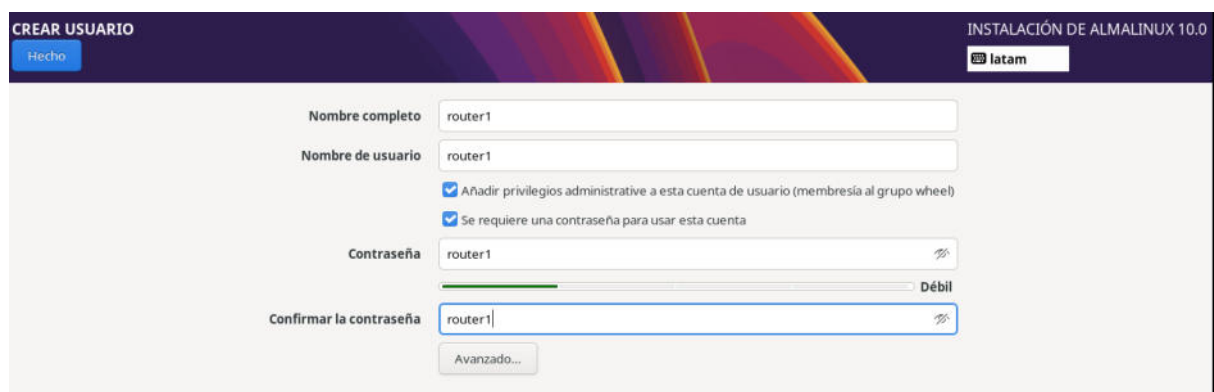 CREAR USUARIO
INSTALACIÓN DE ALMALINUX 10.0
Hecho
latam
Nombre completo router1
Nombre de usuario router1
Añadir privilegios administrative a esta cuenta de usuario (membresía al grupo wheel)
Se requiere una contraseña para usar esta cuenta
Contraseña router1
Débil
Confirmar la contraseña router1
Avanzado...